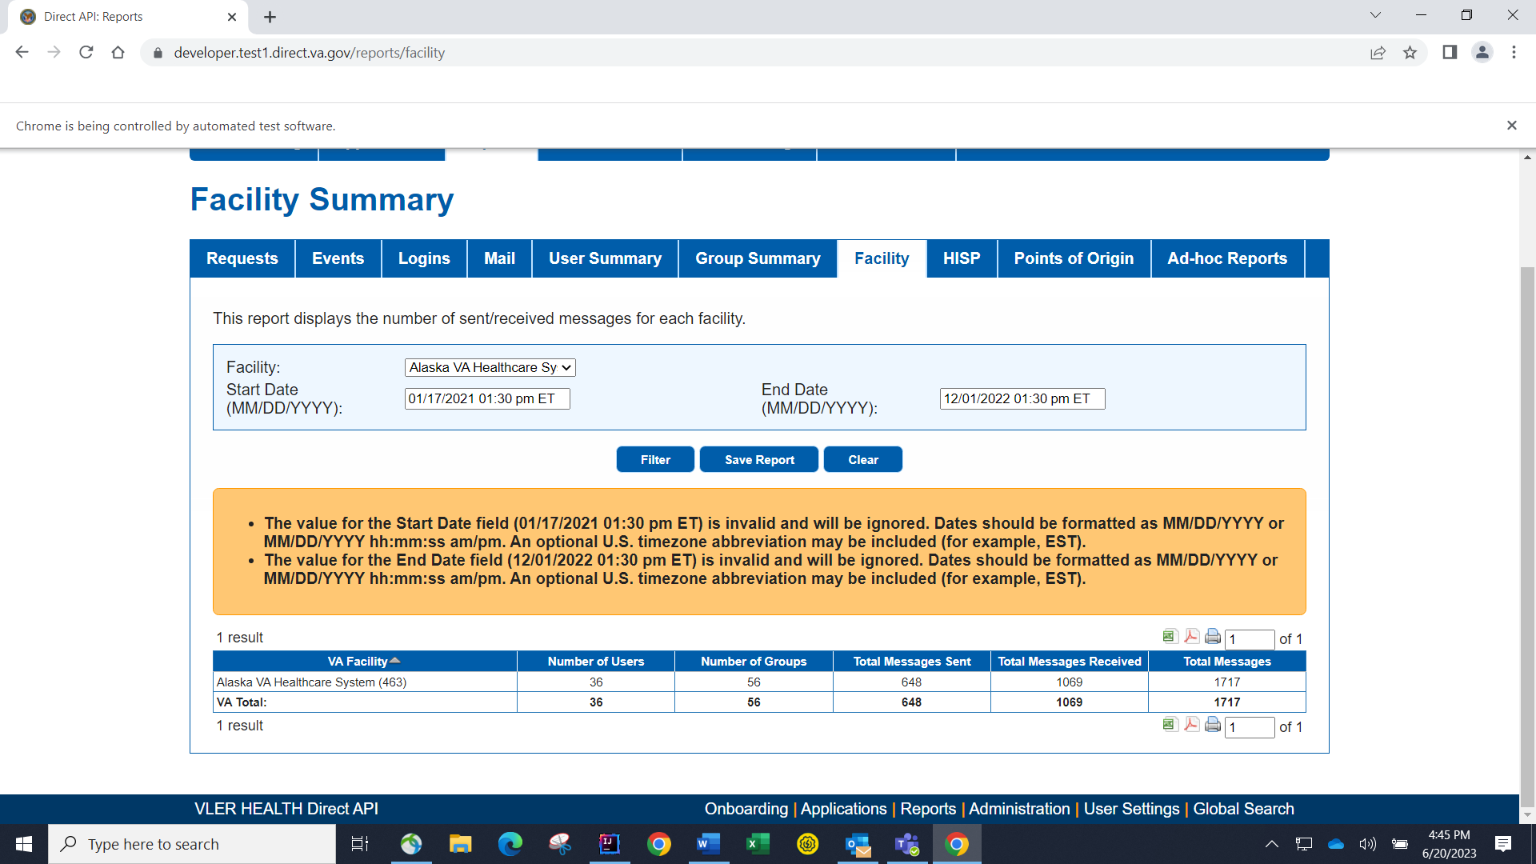 Direct API: Reports
developer.test1.direct.va.gov/reports/facility
Chrome is being controlled by automated test software.
Facility Summary
Requests Events Logins Mail User Summary Group Summary Facility HISP Points of Origin Ad-hoc Reports
This report displays the number of sent/received messages for each facility.
Facility: Alaska VA Healthcare Sy
Start Date
(MM/DD/YYYY): 01/17/2021 01:30 pm ET
End Date
(MM/DD/YYYY): 12/01/2022 01:30 pm ET
Filter Save Report Clear
• The value for the Start Date field (01/17/2021 01:30 pm ET) is invalid and will be ignored. Dates should be formatted as MM/DD/YYYY or
MM/DD/YYYY hh:mm:ss am/pm. An optional U.S. timezone abbreviation may be included (for example, EST).
• The value for the End Date field (12/01/2022 01:30 pm ET) is invalid and will be ignored. Dates should be formatted as MM/DD/YYYY or
MM/DD/YYYY hh:mm:ss am/pm. An optional U.S. timezone abbreviation may be included (for example, EST).
1 result 1 of 1
VA Facility Number of Users Number of Groups Total Messages Sent Total Messages Received Total Messages
Alaska VA Healthcare System (463) 36 56 648 1069 1717
VA Total: 36 56 648 1069 1717
1 result 1 of 1
VLER HEALTH Direct API Onboarding | Applications | Reports | Administration | User Settings | Global Search
Type here to search
4:45 PM
6/20/2023